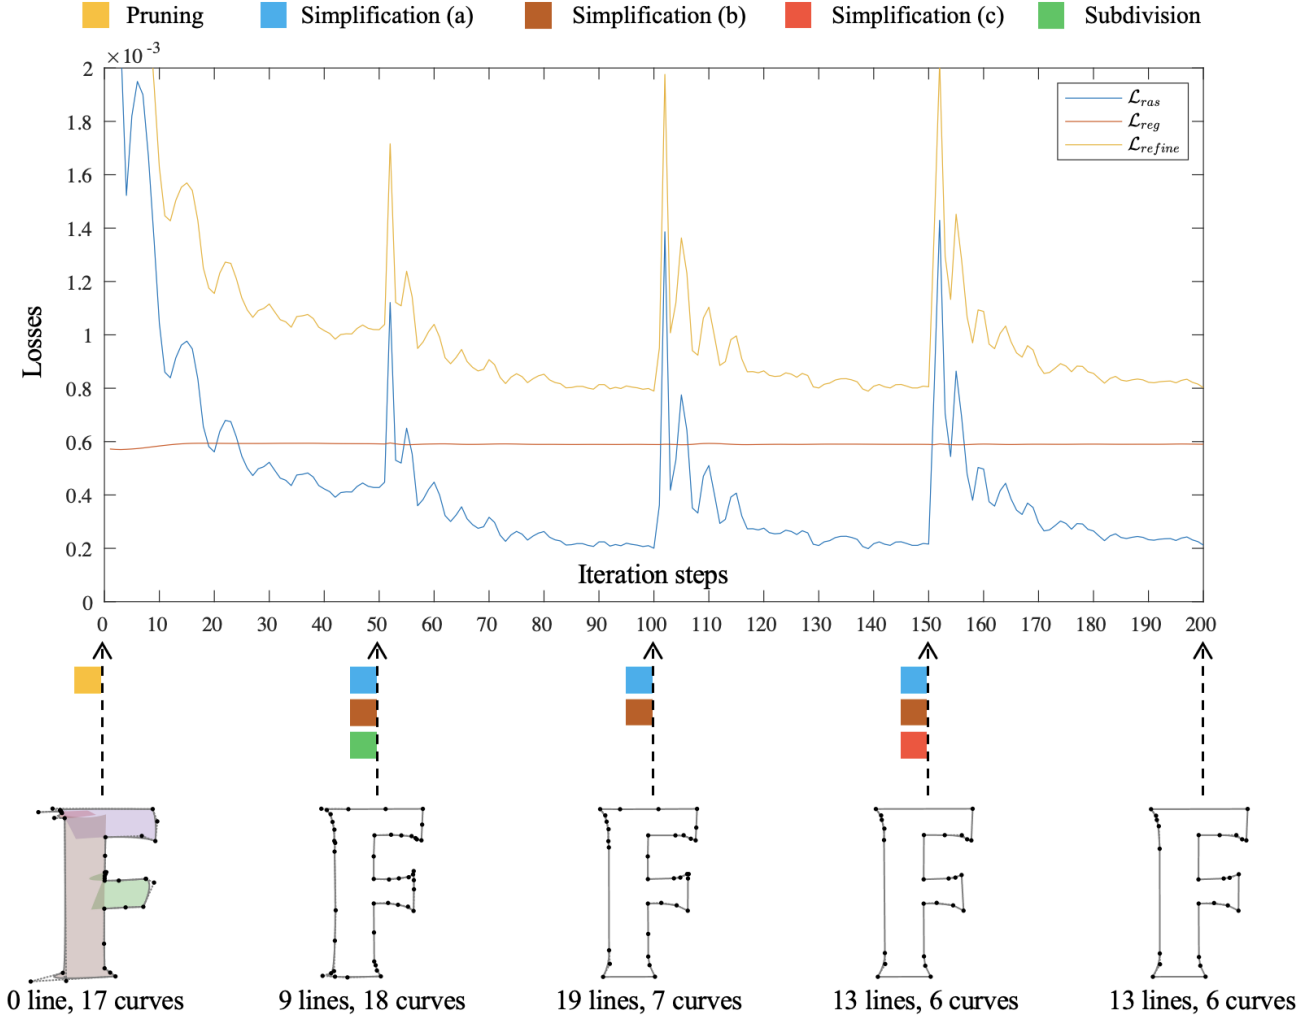 Pruning Simplification (a) Simplification (b) Simplification (c) Subdivision
×10⁻³
2
1.8
1.6
1.4
1.2
1
0.8
0.6
0.4
0.2
0
Losses
ℒras
ℒreg
ℒrefine
Iteration steps
0 10 20 30 40 50 60 70 80 90 100 110 120 130 140 150 160 170 180 190 200
0 line, 17 curves 9 lines, 18 curves 19 lines, 7 curves 13 lines, 6 curves 13 lines, 6 curves